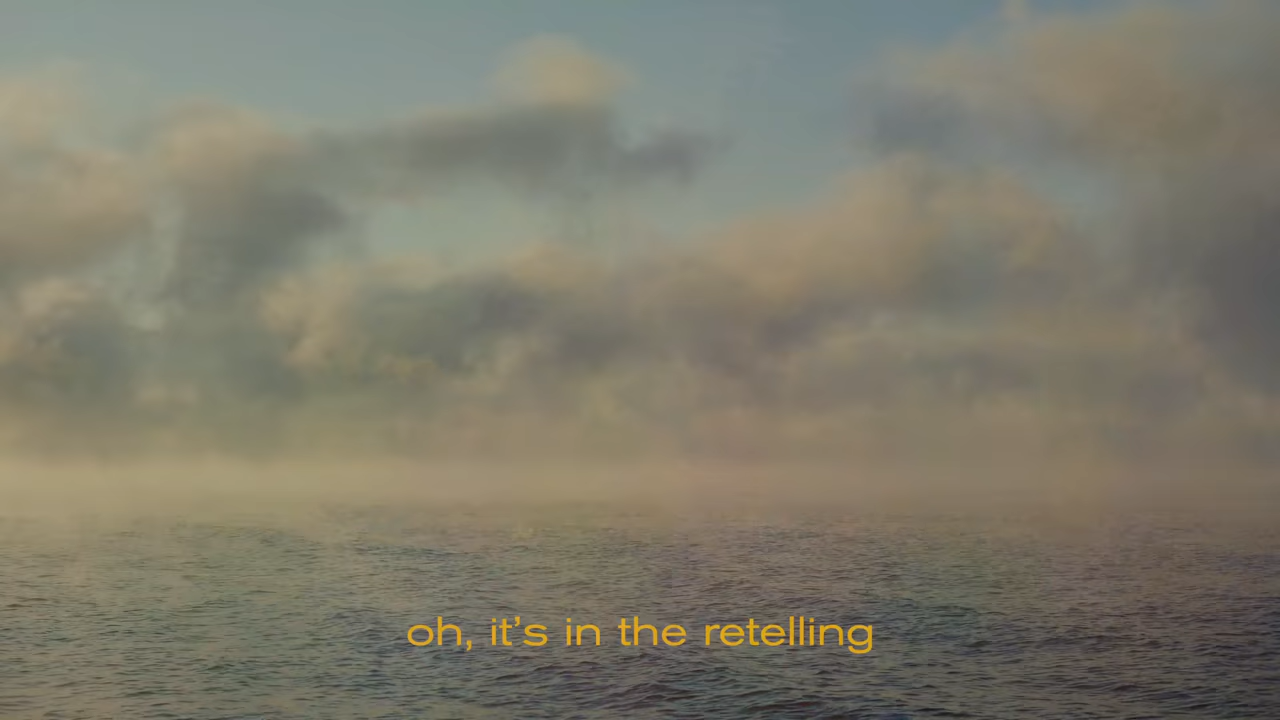 oh, it's in the retelling